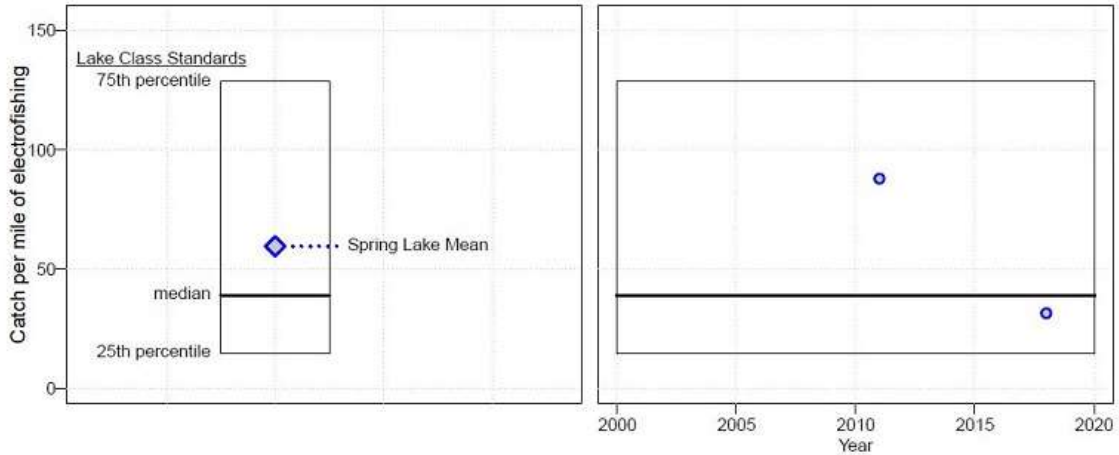 Catch per mile of electrofishing
150
100
50
0
Lake Class Standards
75th percentile
Spring Lake Mean
median
25th percentile
2000 2005 2010 2015 2020
Year